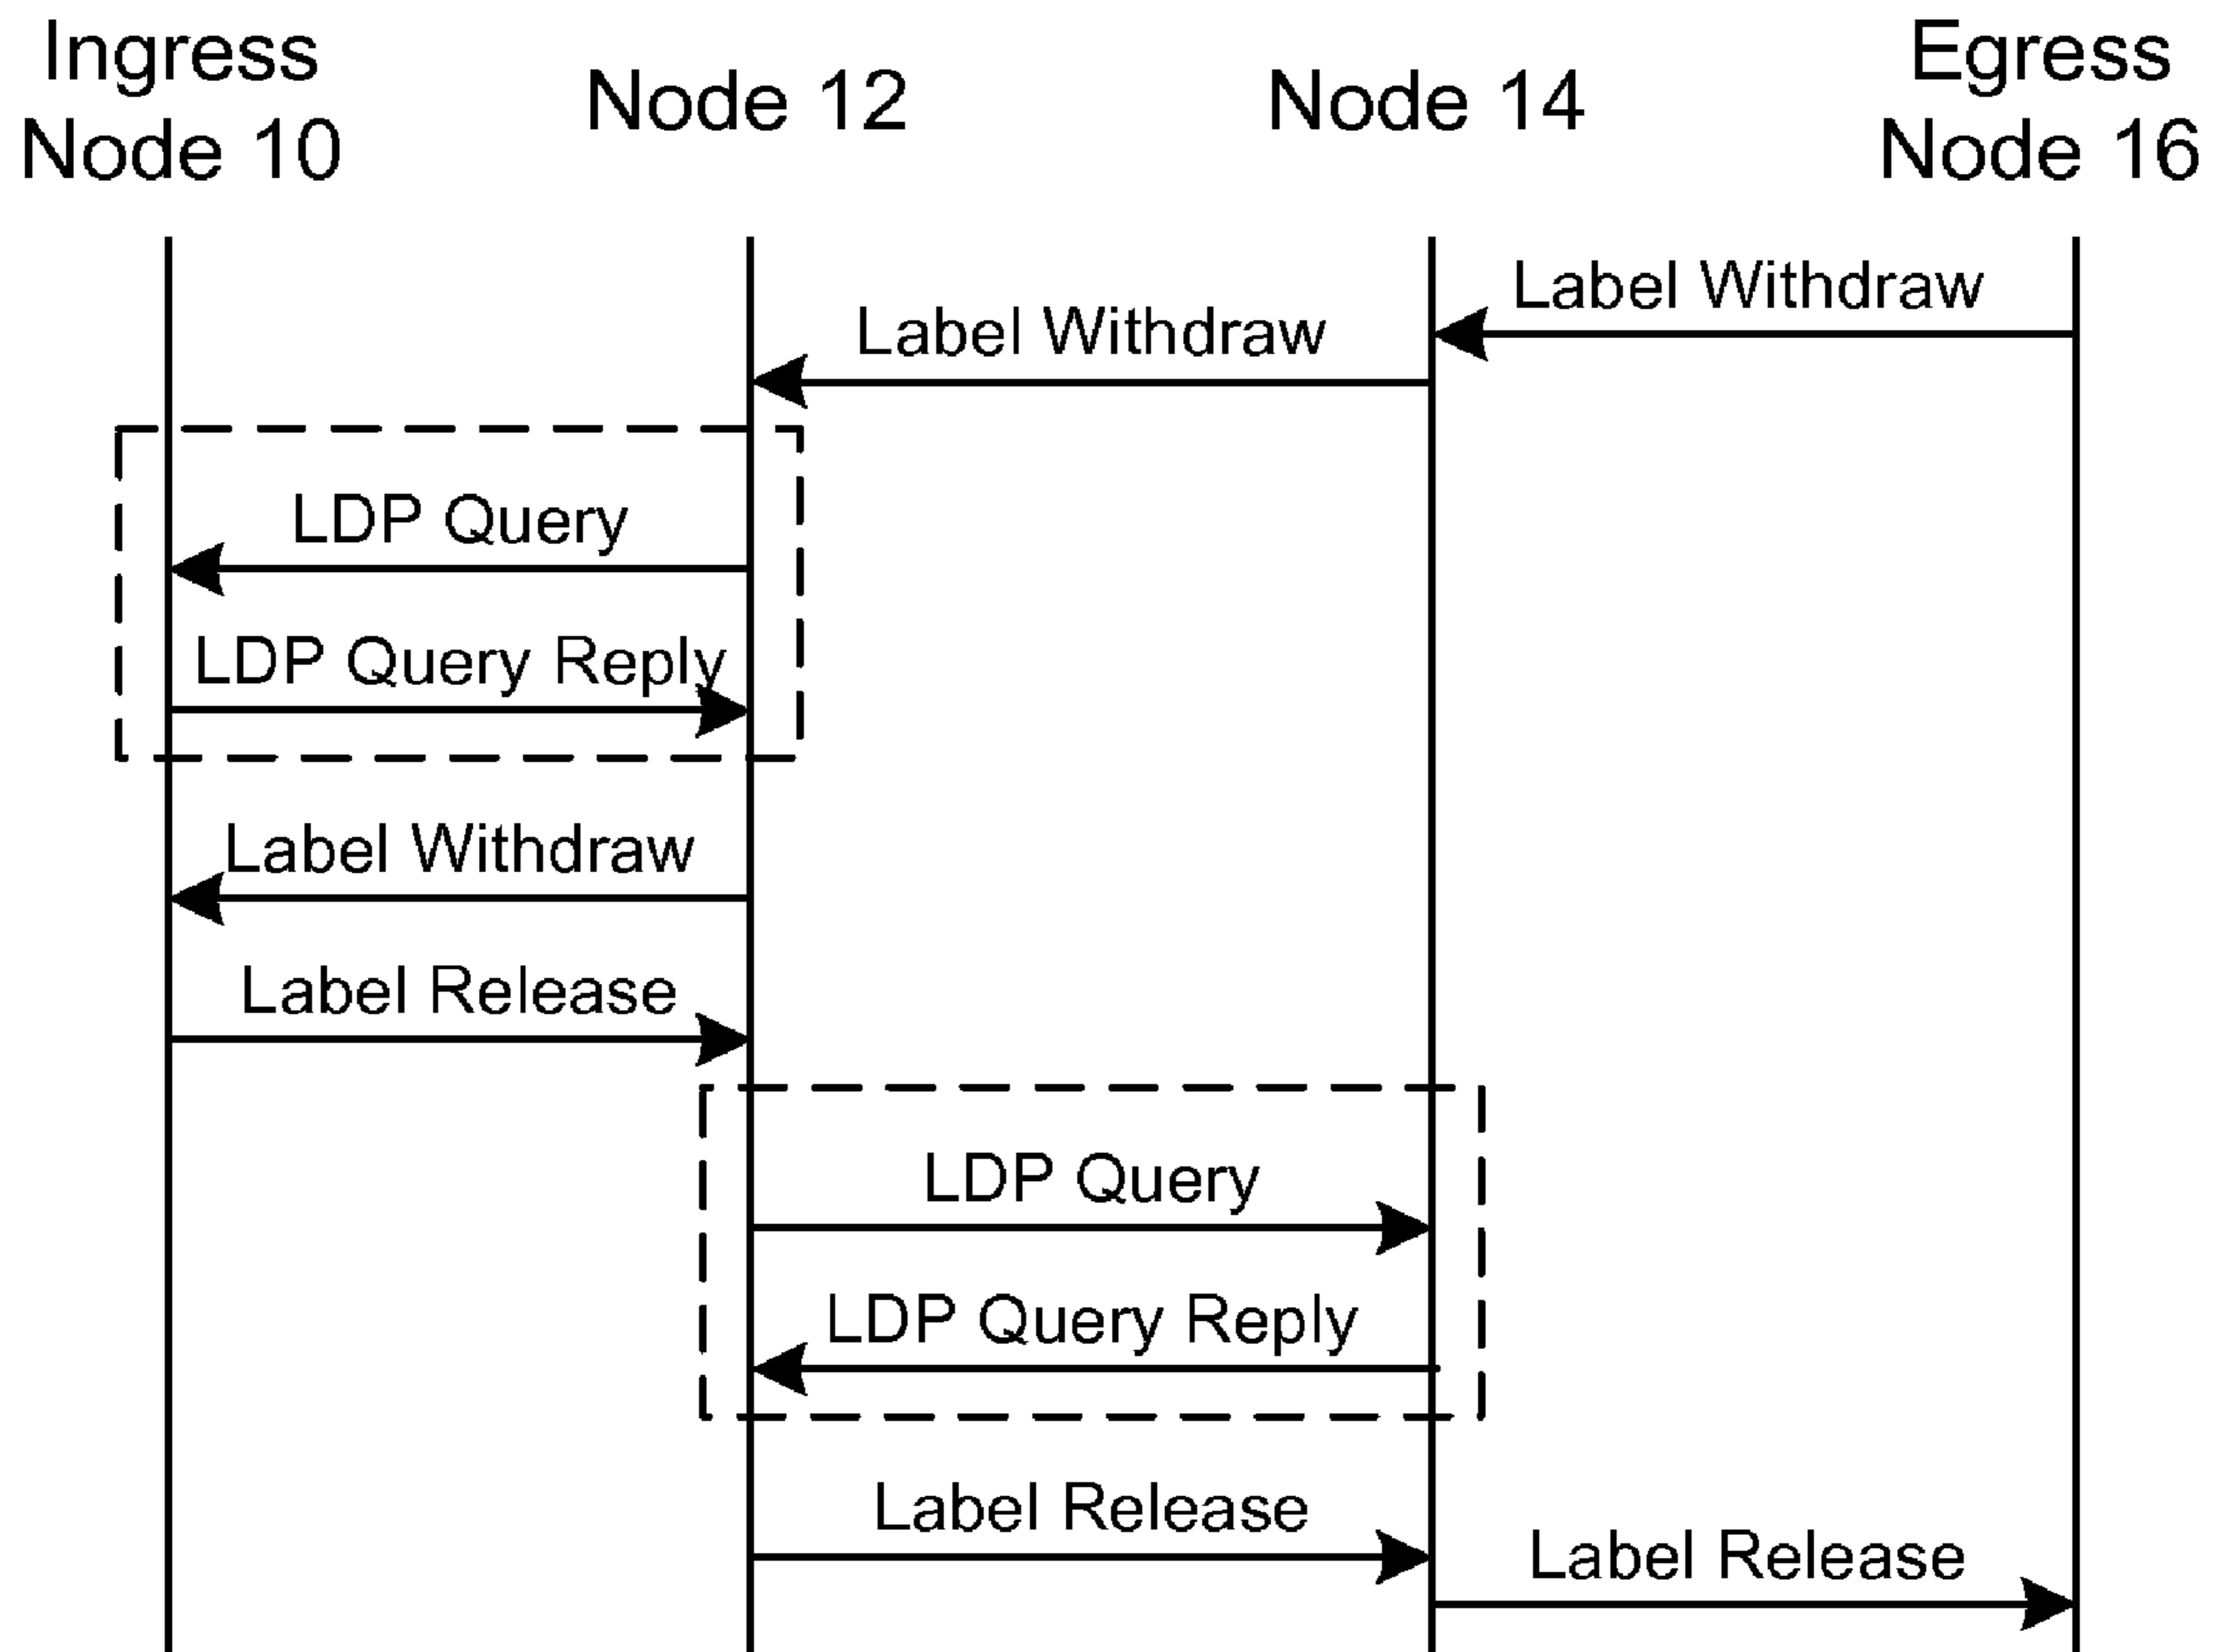 Ingress
Node 10
Node 12
Node 14
Egress
Node 16
Label Withdraw
Label Withdraw
LDP Query
LDP Query Reply
Label Withdraw
Label Release
LDP Query
LDP Query Reply
Label Release
Label Release